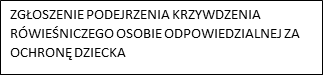 ZGŁOSZENIE PODEJRZENIA KRZYWDZENIA
RÓWIEŚNICZEGO OSOBIE ODPOWIEDZIALNEJ ZA
OCHRONĘ DZIECKA